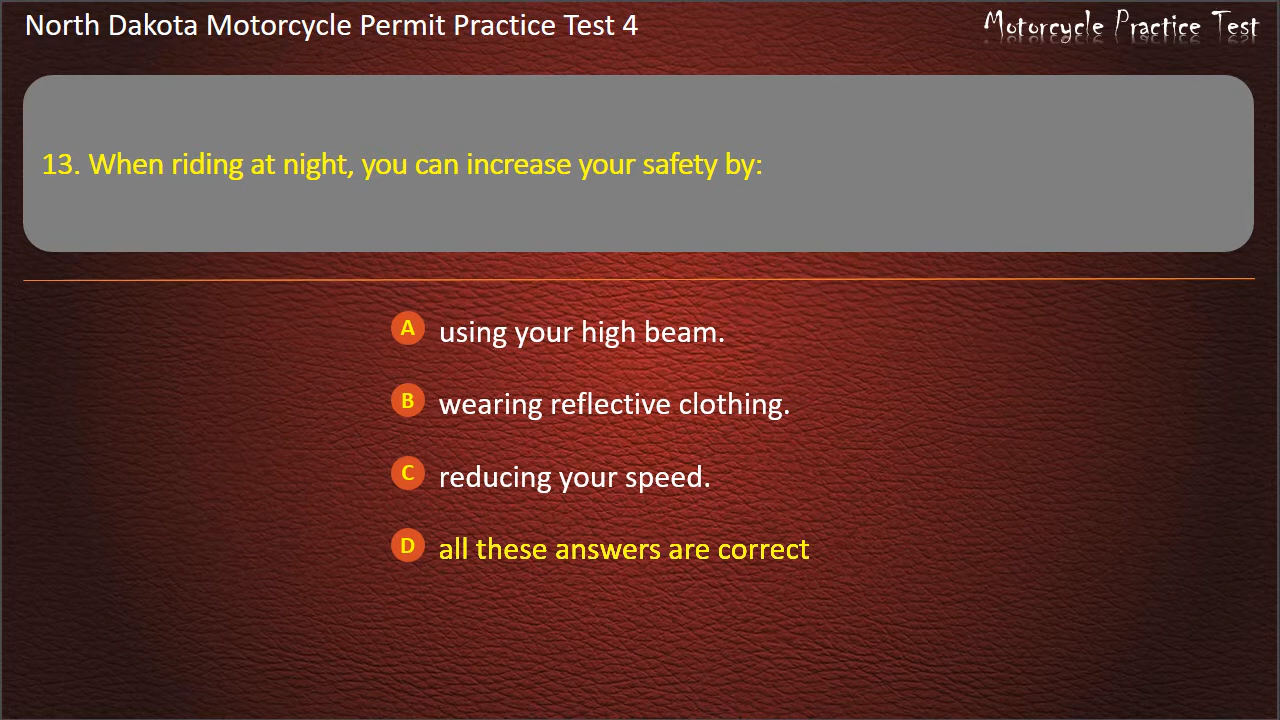 North Dakota Motorcycle Permit Practice Test 4
Motorcycle Practice Test
13. When riding at night, you can increase your safety by:
A using your high beam.
B wearing reflective clothing.
C reducing your speed.
D all these answers are correct